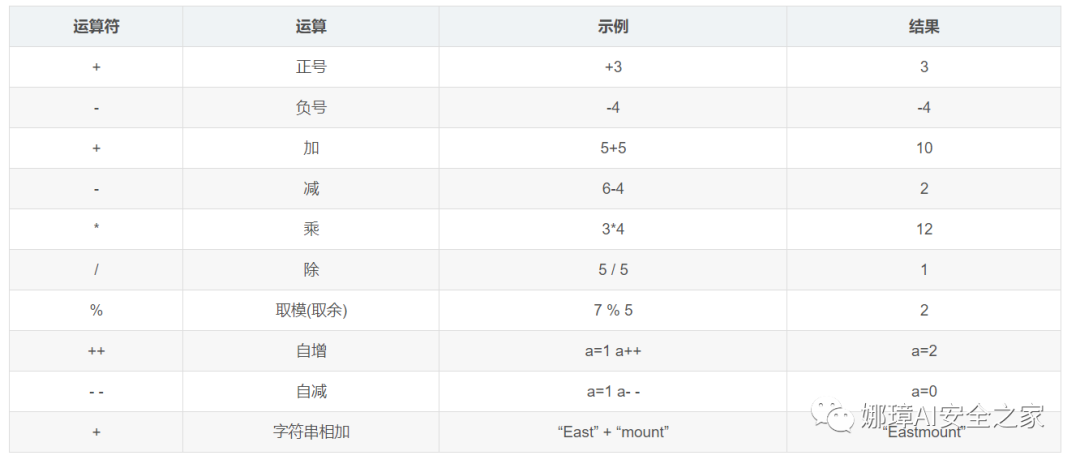 运算符 运算 示例 结果
+ 正号 +3 3
- 负号 -4 -4
+ 加 5+5 10
- 减 6-4 2
* 乘 3*4 12
/ 除 5 / 5 1
% 取模(取余) 7 % 5 2
++ 自增 a=1 a++ a=2
- - 自减 a=1 a- - a=0
+ 字符串相加 “East” + “mount” “Eastmount”
娜璋AI安全之家